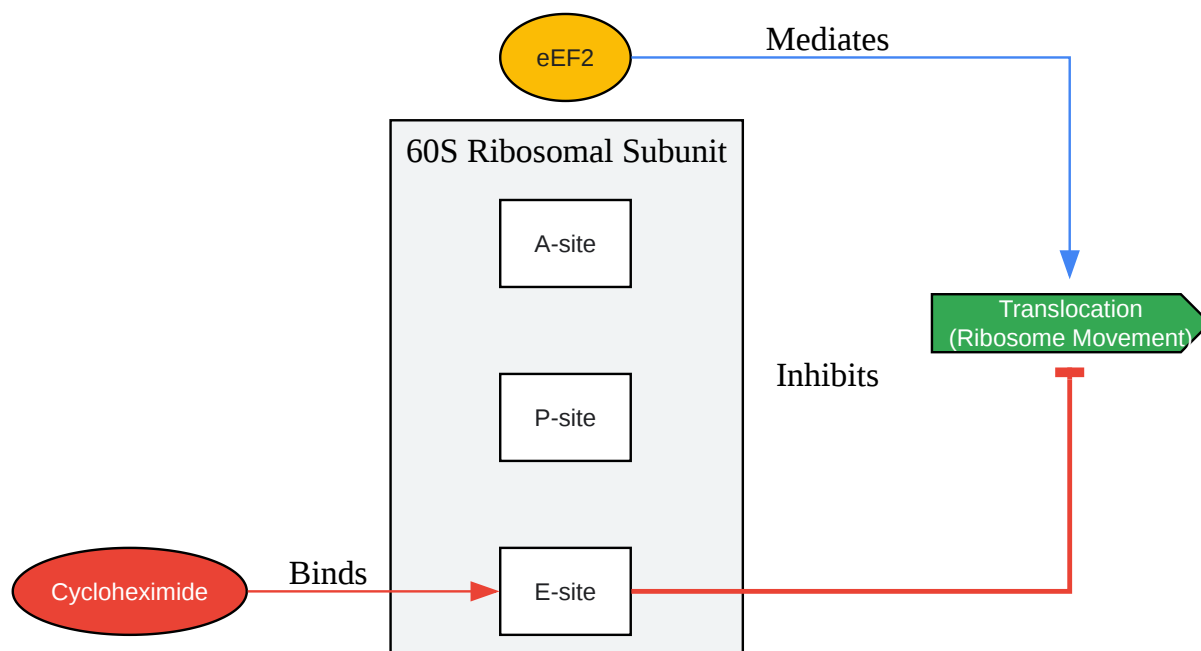 eEF2
Mediates
60S Ribosomal Subunit
A-site
Translocation
(Ribosome Movement)
Inhibits
P-site
Cycloheximide
Binds
E-site